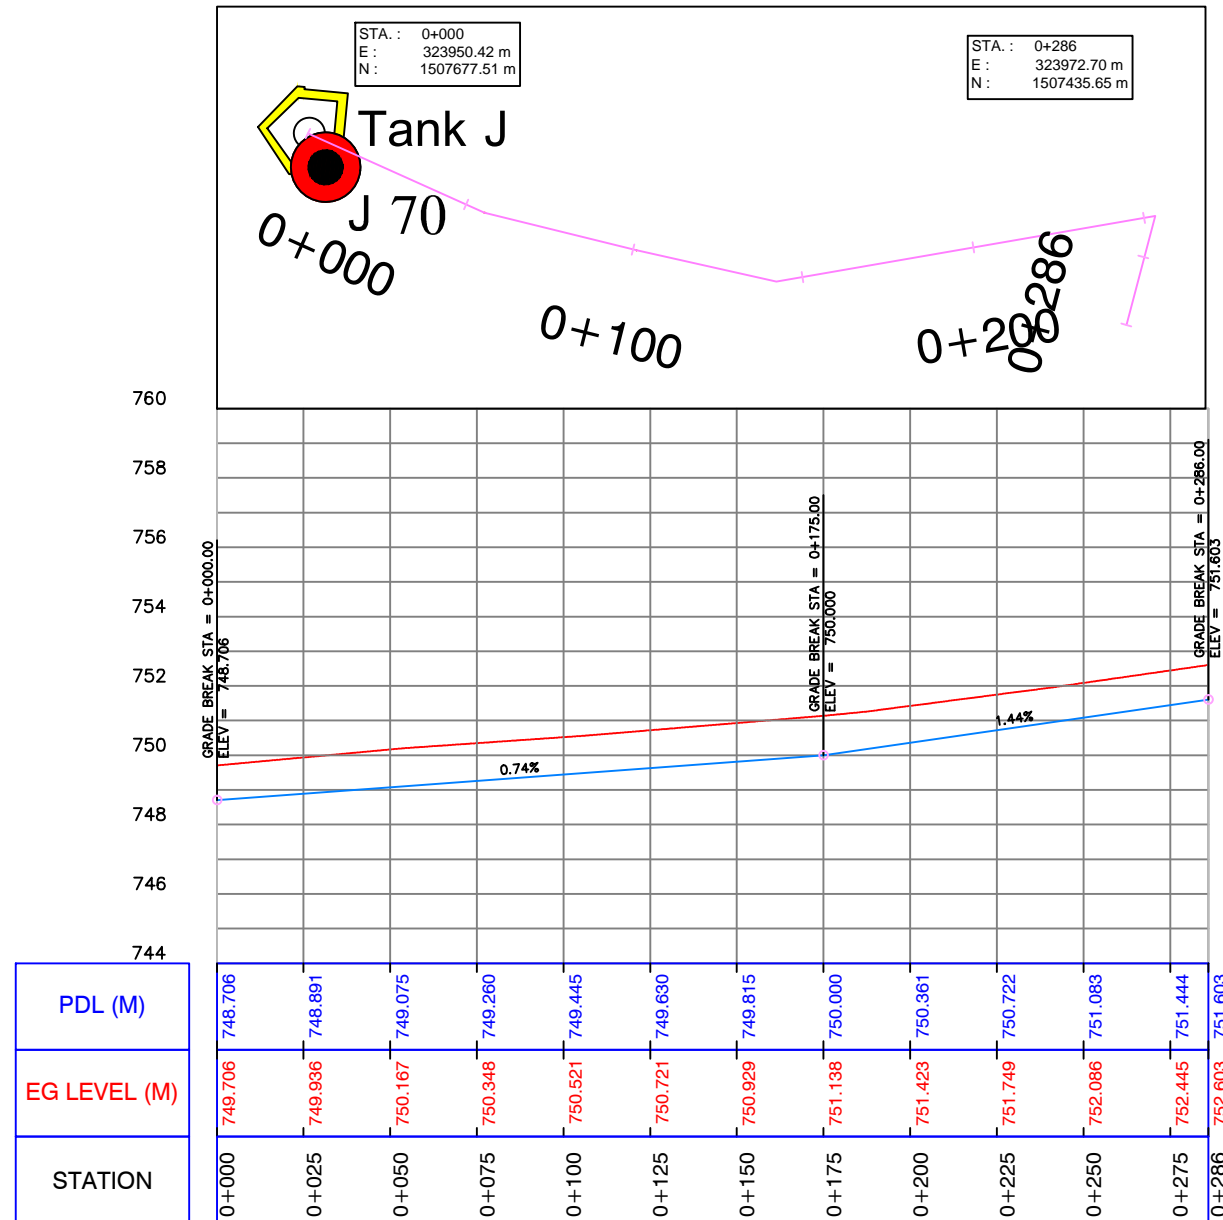 STA. : 0+000
E : 323950.42 m
N : 1507677.51 m
STA. : 0+286
E : 323972.70 m
N : 1507435.65 m
Tank J
J 70
0+000
0+100
0+200
0+286
760
758
756
754
752
750
748
746
744
GRADE BREAK STA = 0+000.00
ELEV = 748.706
GRADE BREAK STA = 0+175.00
ELEV = 750.000
GRADE BREAK STA = 0+286.00
ELEV = 751.603
0.74%
1.44%
PDL (M) 748.706 748.891 749.075 749.260 749.445 749.630 749.815 750.000 750.361 750.722 751.083 751.444 751.603
EG LEVEL (M) 749.706 749.936 750.167 750.348 750.521 750.721 750.929 751.138 751.423 751.749 752.086 752.445 752.603
STATION 0+000 0+025 0+050 0+075 0+100 0+125 0+150 0+175 0+200 0+225 0+250 0+275 0+286